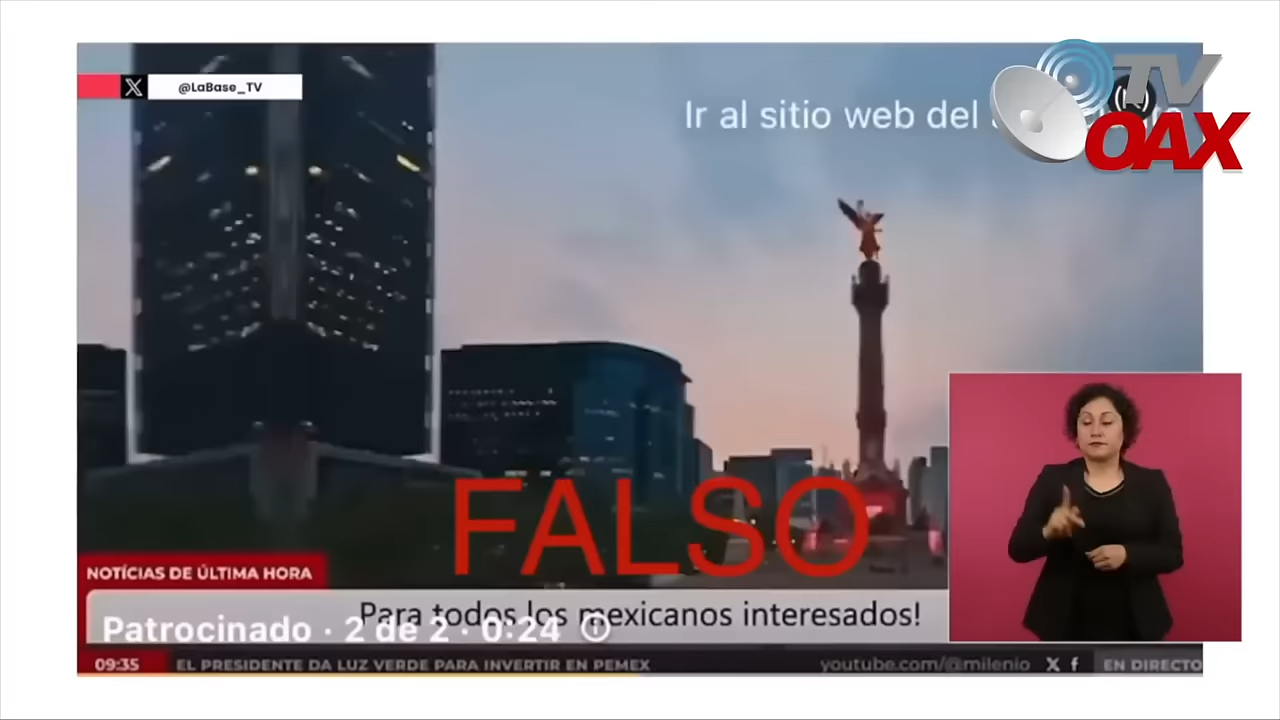 X @LaBase_TV
TV
OAX
Ir al sitio web del
FALSO
NOTÍCIAS DE ÚLTIMA HORA
Para todos los mexicanos interesados!
Patrocinado · 2 de 2 · 0:24
09:35 EL PRESIDENTE DA LUZ VERDE PARA INVERTIR EN PEMEX youtube.com/@milenio X f EN DIRECTO